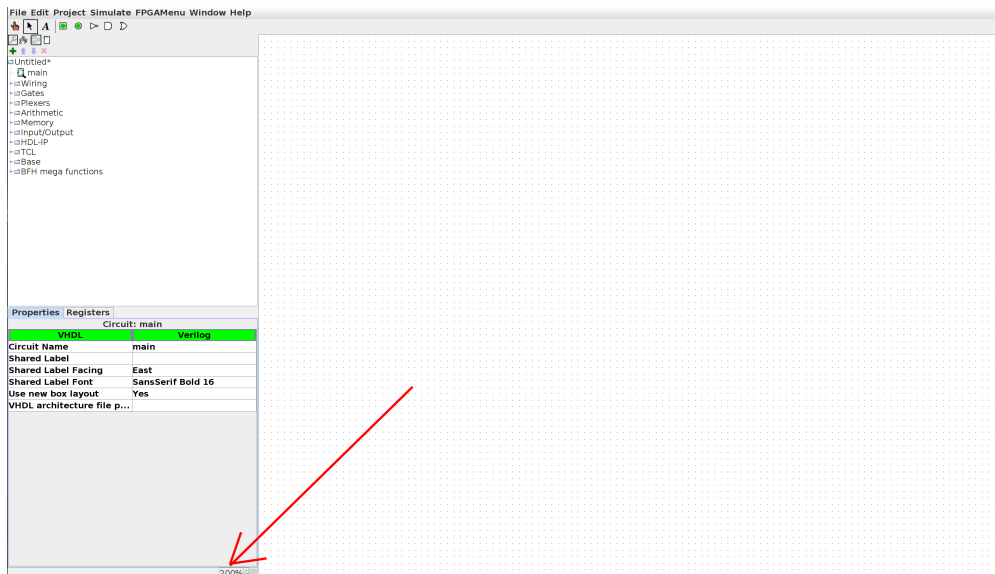 File Edit Project Simulate FPGAMenu Window Help
A
Untitled*
main
Wiring
Gates
Plexers
Arithmetic
Memory
Input/Output
HDL-IP
TCL
Base
BFH mega functions
Properties Registers
Circuit: main
VHDL Verilog
Circuit Name main
Shared Label
Shared Label Facing East
Shared Label Font SansSerif Bold 16
Use new box layout Yes
VHDL architecture file p...
200%